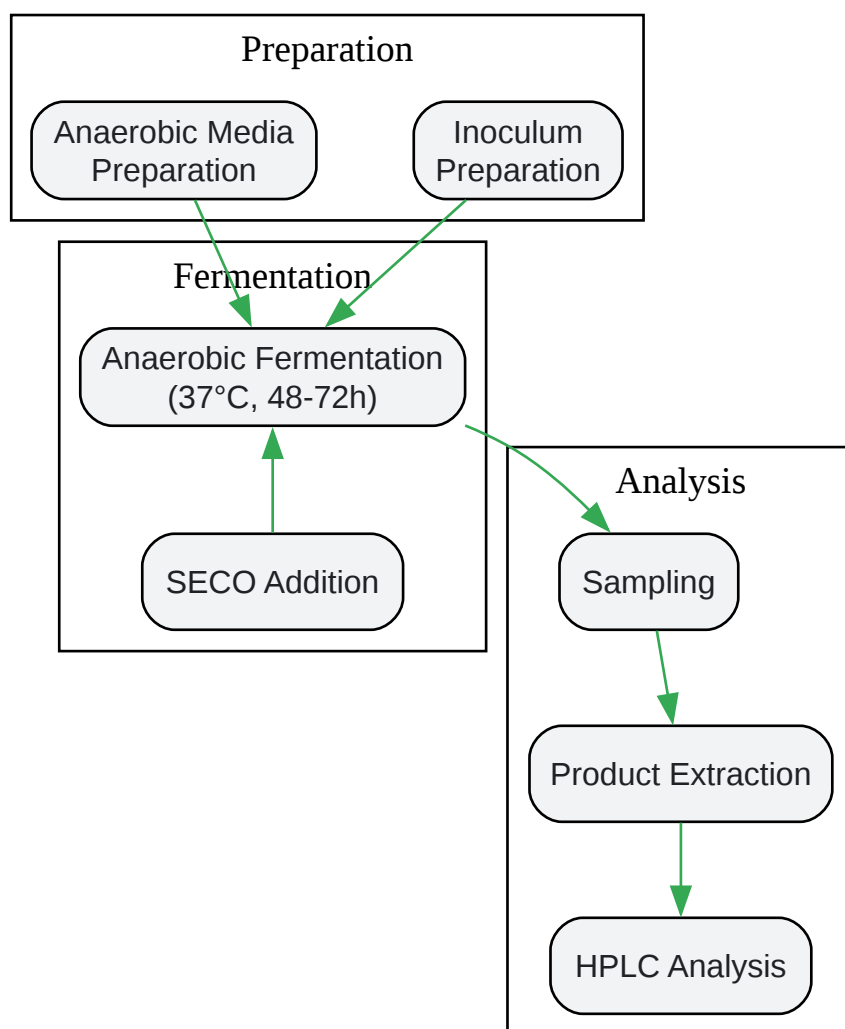 Preparation
Anaerobic Media
Preparation
Inoculum
Preparation
Fermentation
Anaerobic Fermentation
(37°C, 48-72h)
SECO Addition
Analysis
Sampling
Product Extraction
HPLC Analysis